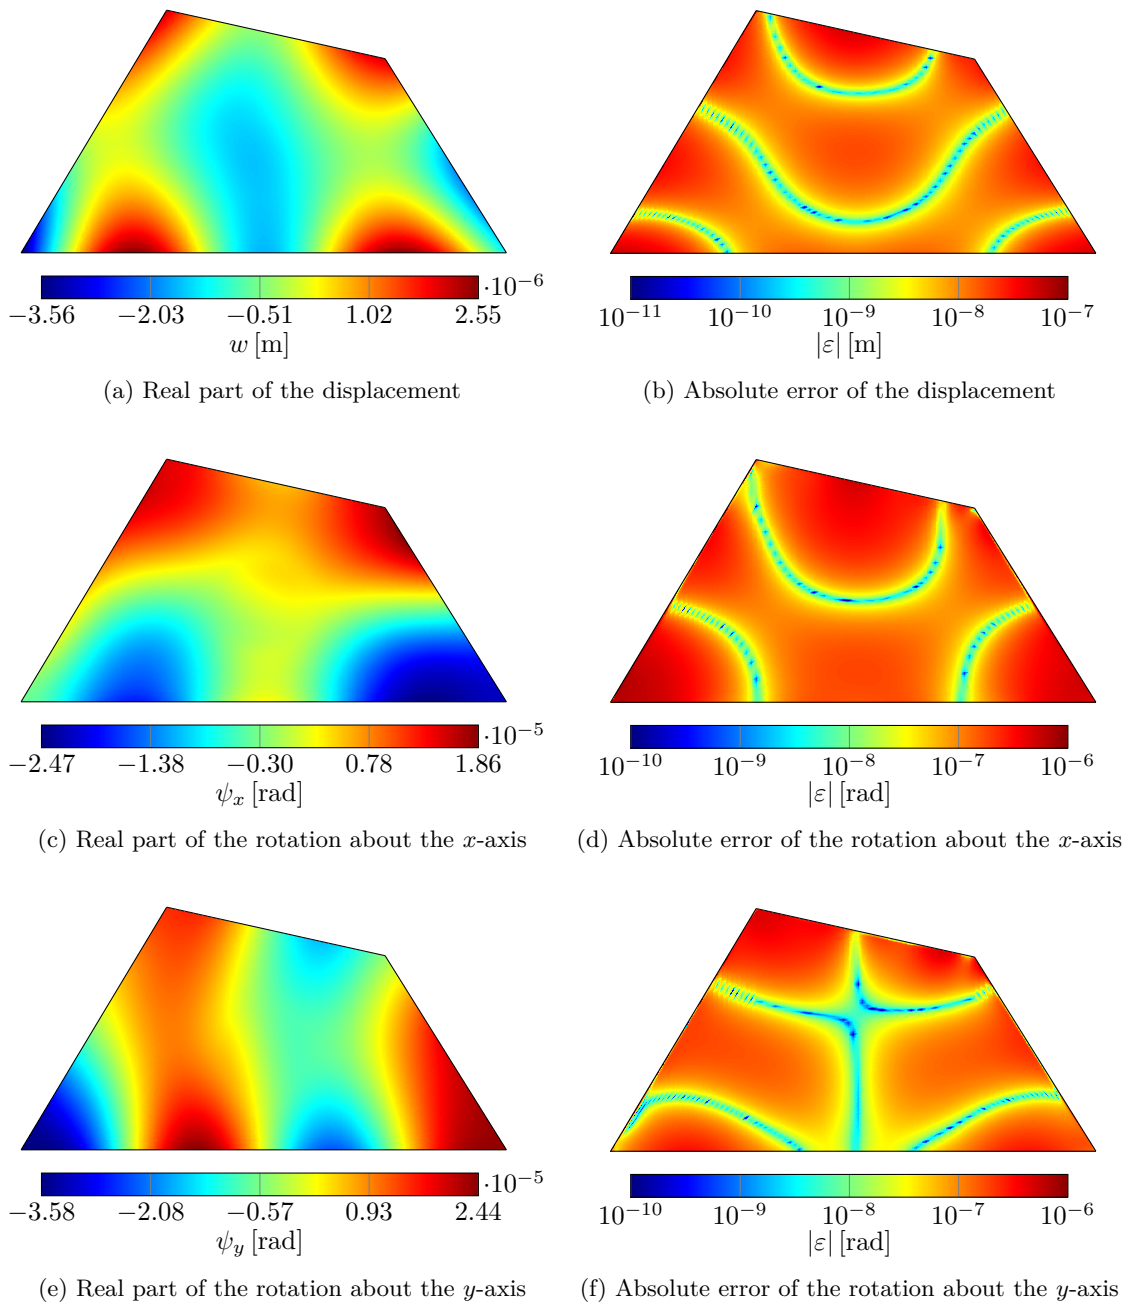 ·10⁻⁶
−3.56 −2.03 −0.51 1.02 2.55
w [m]
(a) Real part of the displacement
10⁻¹¹ 10⁻¹⁰ 10⁻⁹ 10⁻⁸ 10⁻⁷
|ε| [m]
(b) Absolute error of the displacement
·10⁻⁵
−2.47 −1.38 −0.30 0.78 1.86
ψₓ [rad]
(c) Real part of the rotation about the x-axis
10⁻¹⁰ 10⁻⁹ 10⁻⁸ 10⁻⁷ 10⁻⁶
|ε| [rad]
(d) Absolute error of the rotation about the x-axis
·10⁻⁵
−3.58 −2.08 −0.57 0.93 2.44
ψ_y [rad]
(e) Real part of the rotation about the y-axis
10⁻¹⁰ 10⁻⁹ 10⁻⁸ 10⁻⁷ 10⁻⁶
|ε| [rad]
(f) Absolute error of the rotation about the y-axis